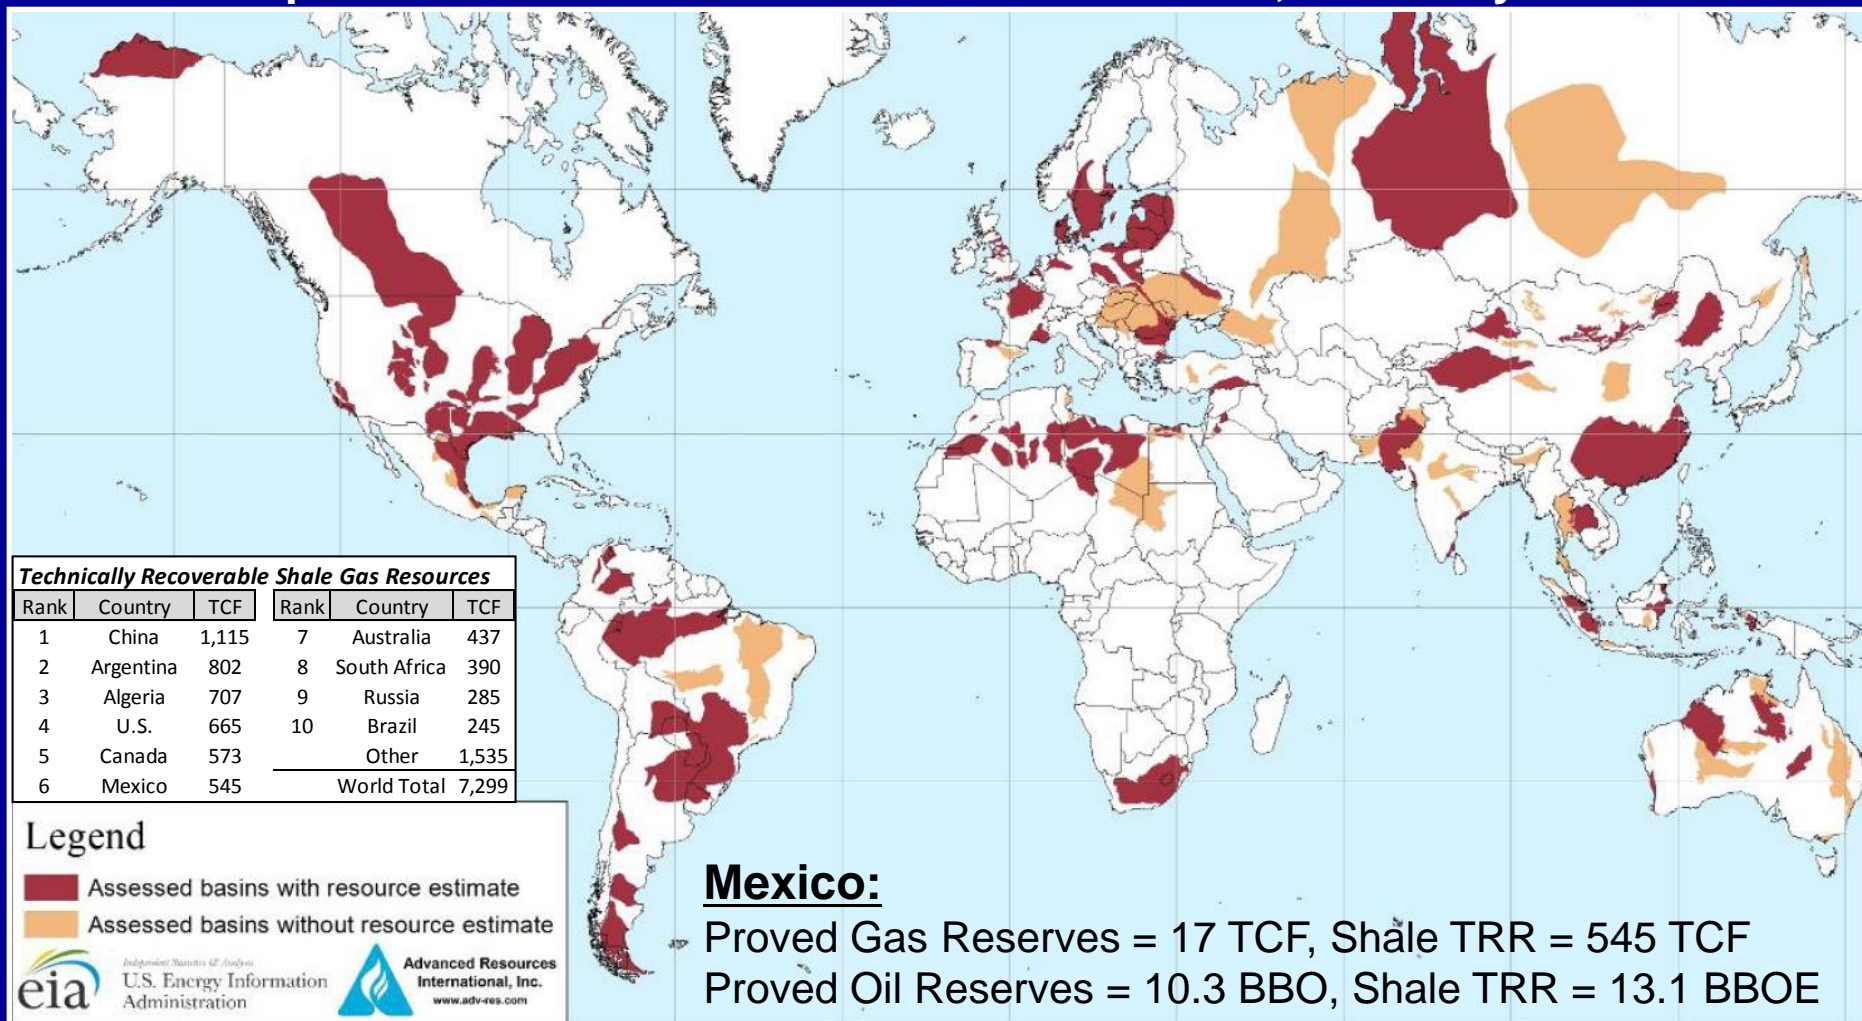 Technically Recoverable Shale Gas Resources
Rank Country TCF Rank Country TCF
1 China 1,115 7 Australia 437
2 Argentina 802 8 South Africa 390
3 Algeria 707 9 Russia 285
4 U.S. 665 10 Brazil 245
5 Canada 573 Other 1,535
6 Mexico 545 World Total 7,299
Legend
Assessed basins with resource estimate
Assessed basins without resource estimate
eia
Independent Statistics & Analysis
U.S. Energy Information
Administration
Advanced Resources
International, Inc.
www.adv-res.com
Mexico:
Proved Gas Reserves = 17 TCF, Shale TRR = 545 TCF
Proved Oil Reserves = 10.3 BBO, Shale TRR = 13.1 BBOE